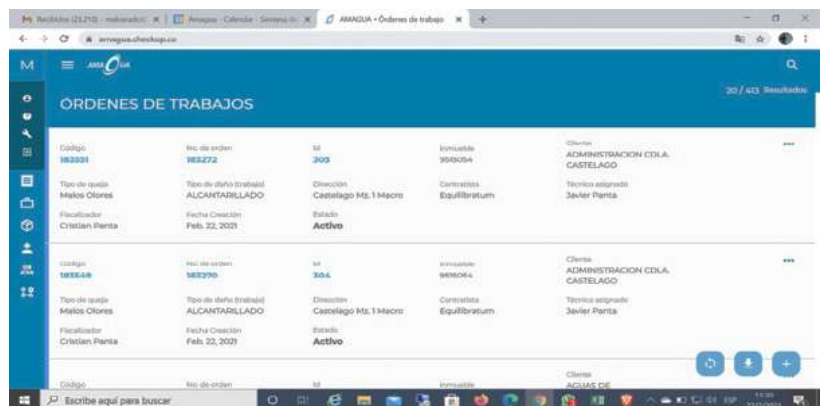 AMAGUA - Órdenes de trabajo
amagua.checkup.co
AMAGUA
20 / 413 Resultados
ÓRDENES DE TRABAJOS
Código No. de orden Id Inmueble Cliente
183272 305 ADMINISTRACION CDLA. CASTELAGO
Tipo de queja Tipo de daño (trabajo) Dirección Contratista Técnico asignado
Malos Olores ALCANTARILLADO Castelago Mz. 1 Macro Equilibratum Javier Panta
Fiscalizador Fecha Creación Estado
Cristian Panta Feb. 22, 2021 Activo
Código No. de orden Id Inmueble Cliente
183270 304 ADMINISTRACION CDLA. CASTELAGO
Tipo de queja Tipo de daño (trabajo) Dirección Contratista Técnico asignado
Malos Olores ALCANTARILLADO Castelago Mz. 1 Macro Equilibratum Javier Panta
Fiscalizador Fecha Creación Estado
Cristian Panta Feb. 22, 2021 Activo
Código No. de orden Id Inmueble Cliente
AGUAS DE
Escribe aquí para buscar
ESP